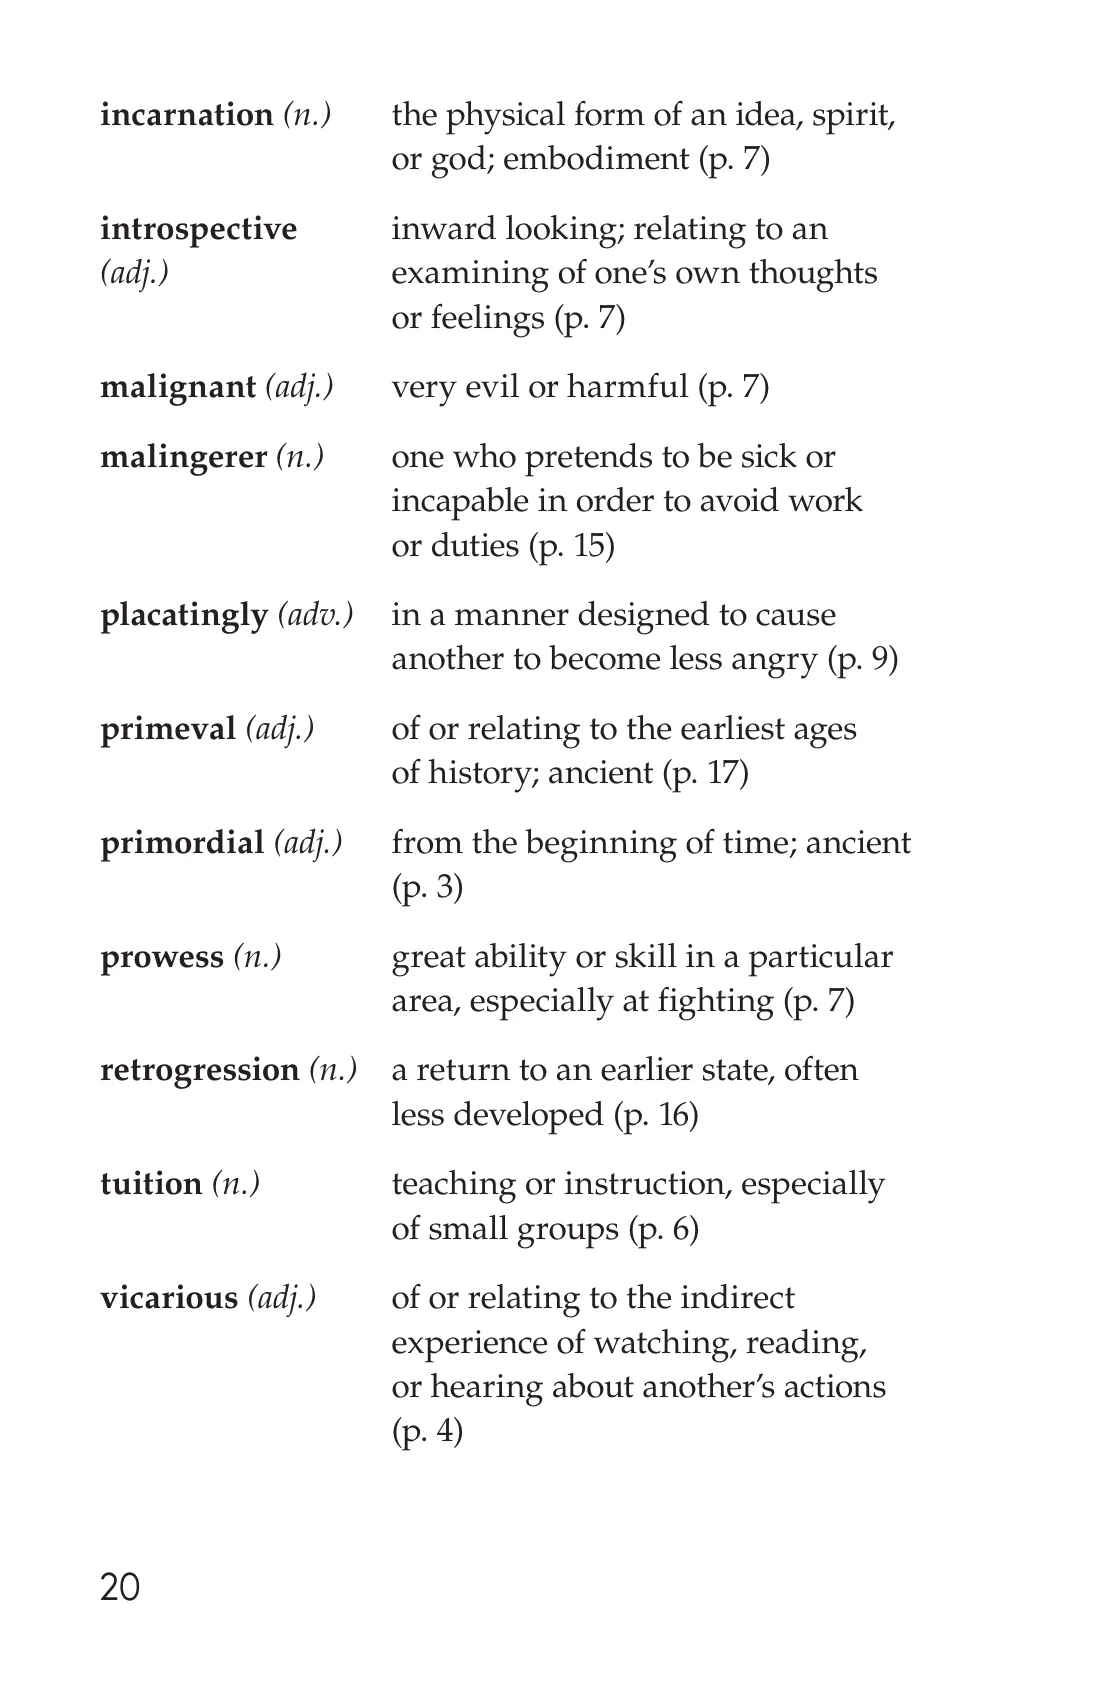 incarnation (n.) the physical form of an idea, spirit,
or god; embodiment (p. 7)
introspective inward looking; relating to an
(adj.) examining of one’s own thoughts
or feelings (p. 7)
malignant (adj.) very evil or harmful (p. 7)
malingerer (n.) one who pretends to be sick or
incapable in order to avoid work
or duties (p. 15)
placatingly (adv.) in a manner designed to cause
another to become less angry (p. 9)
primeval (adj.) of or relating to the earliest ages
of history; ancient (p. 17)
primordial (adj.) from the beginning of time; ancient
(p. 3)
prowess (n.) great ability or skill in a particular
area, especially at fighting (p. 7)
retrogression (n.) a return to an earlier state, often
less developed (p. 16)
tuition (n.) teaching or instruction, especially
of small groups (p. 6)
vicarious (adj.) of or relating to the indirect
experience of watching, reading,
or hearing about another’s actions
(p. 4)
20